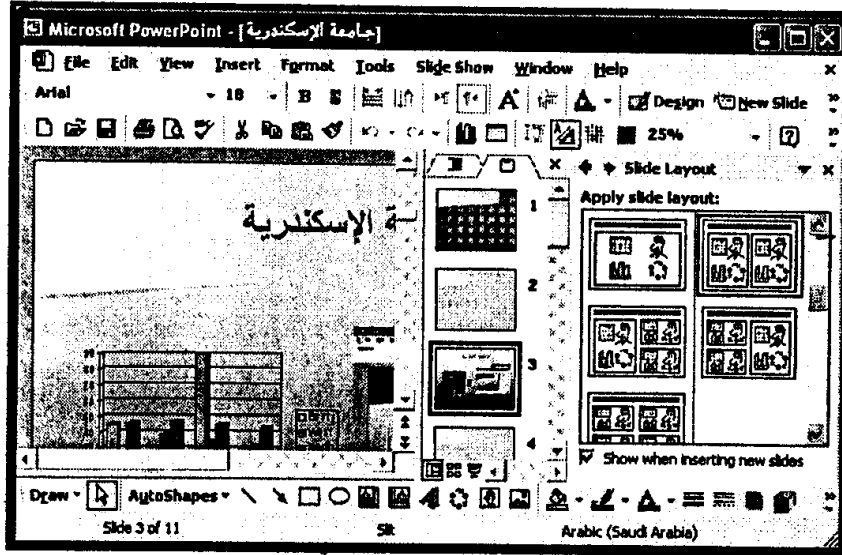 Microsoft PowerPoint - [جامعة الإسكندرية]
File Edit View Insert Format Tools Slide Show Window Help
Arial 18 B S A A Design New Slide
25%
Slide Layout
Apply slide layout:
ة الإسكندرية
1
2
3
4
Show when inserting new slides
Draw AutoShapes
Slide 3 of 11 Slit Arabic (Saudi Arabia)